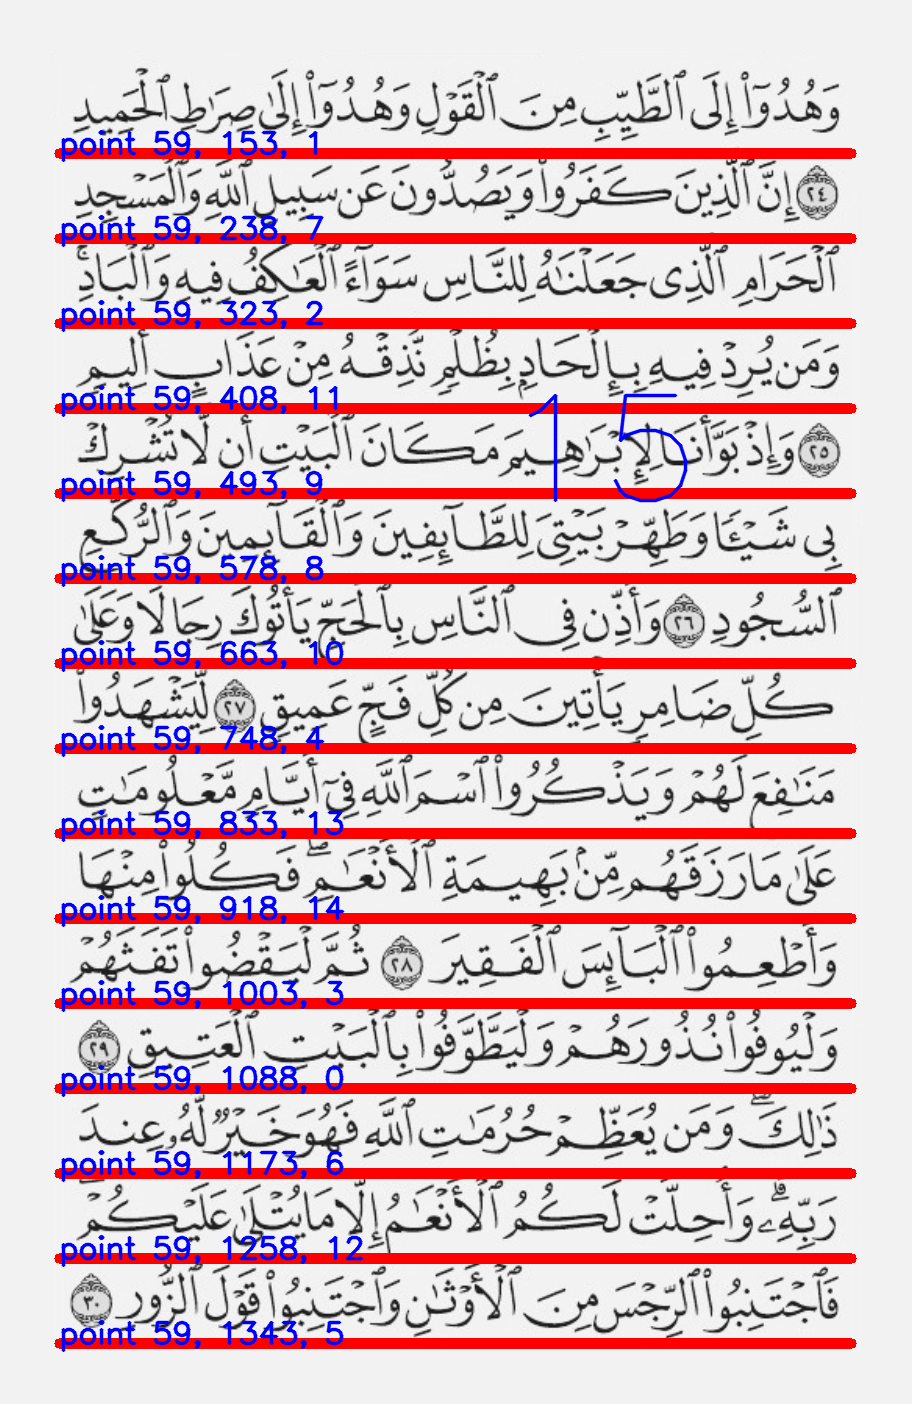 وَهُدُوٓا۟ إِلَى ٱلطَّيِّبِ مِنَ ٱلْقَوْلِ وَهُدُوٓا۟ إِلَىٰ صِرَٰطِ ٱلْحَمِيدِ
point 59, 153, 1
٢٤ إِنَّ ٱلَّذِينَ كَفَرُوا۟ وَيَصُدُّونَ عَن سَبِيلِ ٱللَّهِ وَٱلْمَسْجِدِ
point 59, 238, 7
ٱلْحَرَامِ ٱلَّذِى جَعَلْنَٰهُ لِلنَّاسِ سَوَآءً ٱلْعَٰكِفُ فِيهِ وَٱلْبَادِ ۚ
point 59, 323, 2
وَمَن يُرِدْ فِيهِ بِإِلْحَادٍۭ بِظُلْمٍ نُّذِقْهُ مِنْ عَذَابٍ أَلِيمٍ
point 59, 408, 11
15
٢٥ وَإِذْ بَوَّأْنَا لِإِبْرَٰهِيمَ مَكَانَ ٱلْبَيْتِ أَن لَّا تُشْرِكْ
point 59, 493, 9
بِى شَيْـًٔا وَطَهِّرْ بَيْتِىَ لِلطَّآئِفِينَ وَٱلْقَآئِمِينَ وَٱلرُّكَّعِ
point 59, 578, 8
ٱلسُّجُودِ ٢٦ وَأَذِّن فِى ٱلنَّاسِ بِٱلْحَجِّ يَأْتُوكَ رِجَالًا وَعَلَىٰ
point 59, 663, 10
كُلِّ ضَامِرٍ يَأْتِينَ مِن كُلِّ فَجٍّ عَمِيقٍ ٢٧ لِّيَشْهَدُوا۟
point 59, 748, 4
مَنَٰفِعَ لَهُمْ وَيَذْكُرُوا۟ ٱسْمَ ٱللَّهِ فِىٓ أَيَّامٍ مَّعْلُومَٰتٍ
point 59, 833, 13
عَلَىٰ مَا رَزَقَهُم مِّنۢ بَهِيمَةِ ٱلْأَنْعَٰمِ ۖ فَكُلُوا۟ مِنْهَا
point 59, 918, 14
وَأَطْعِمُوا۟ ٱلْبَآئِسَ ٱلْفَقِيرَ ٢٨ ثُمَّ لْيَقْضُوا۟ تَفَثَهُمْ
point 59, 1003, 3
وَلْيُوفُوا۟ نُذُورَهُمْ وَلْيَطَّوَّفُوا۟ بِٱلْبَيْتِ ٱلْعَتِيقِ ٢٩
point 59, 1088, 0
ذَٰلِكَ ۖ وَمَن يُعَظِّمْ حُرُمَٰتِ ٱللَّهِ فَهُوَ خَيْرٌ لَّهُۥ عِندَ
point 59, 1173, 6
رَبِّهِۦ ۗ وَأُحِلَّتْ لَكُمُ ٱلْأَنْعَٰمُ إِلَّا مَا يُتْلَىٰ عَلَيْكُمْ ۖ
point 59, 1258, 12
فَٱجْتَنِبُوا۟ ٱلرِّجْسَ مِنَ ٱلْأَوْثَٰنِ وَٱجْتَنِبُوا۟ قَوْلَ ٱلزُّورِ ٣٠
point 59, 1343, 5